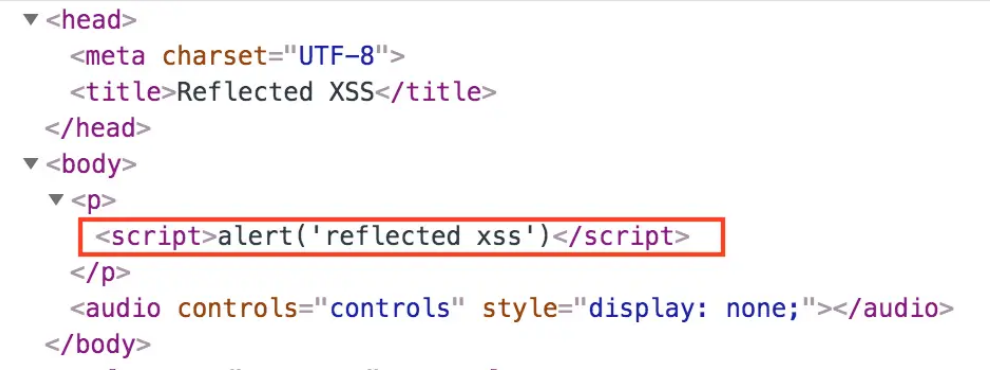 <head>
<meta charset="UTF-8">
<title>Reflected XSS</title>
</head>
<body>
<p>
<script>alert('reflected xss')</script>
</p>
<audio controls="controls" style="display: none;"></audio>
</body>